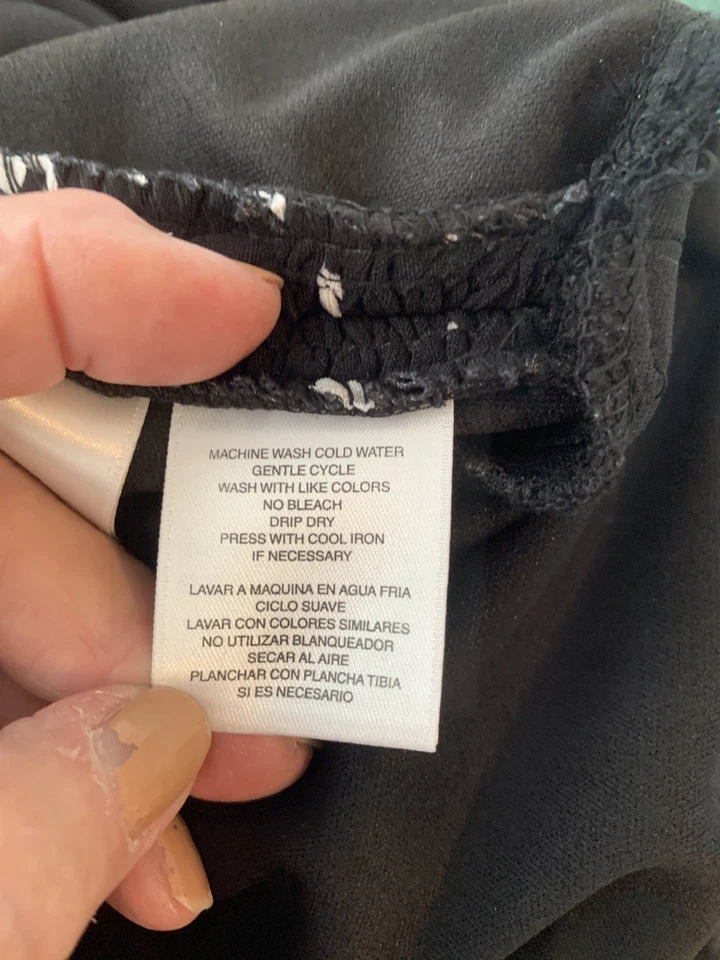 MACHINE WASH COLD WATER
GENTLE CYCLE
WASH WITH LIKE COLORS
NO BLEACH
DRIP DRY
PRESS WITH COOL IRON
IF NECESSARY
LAVAR A MAQUINA EN AGUA FRIA
CICLO SUAVE
LAVAR CON COLORES SIMILARES
NO UTILIZAR BLANQUEADOR
SECAR AL AIRE
PLANCHAR CON PLANCHA TIBIA
SI ES NECESARIO